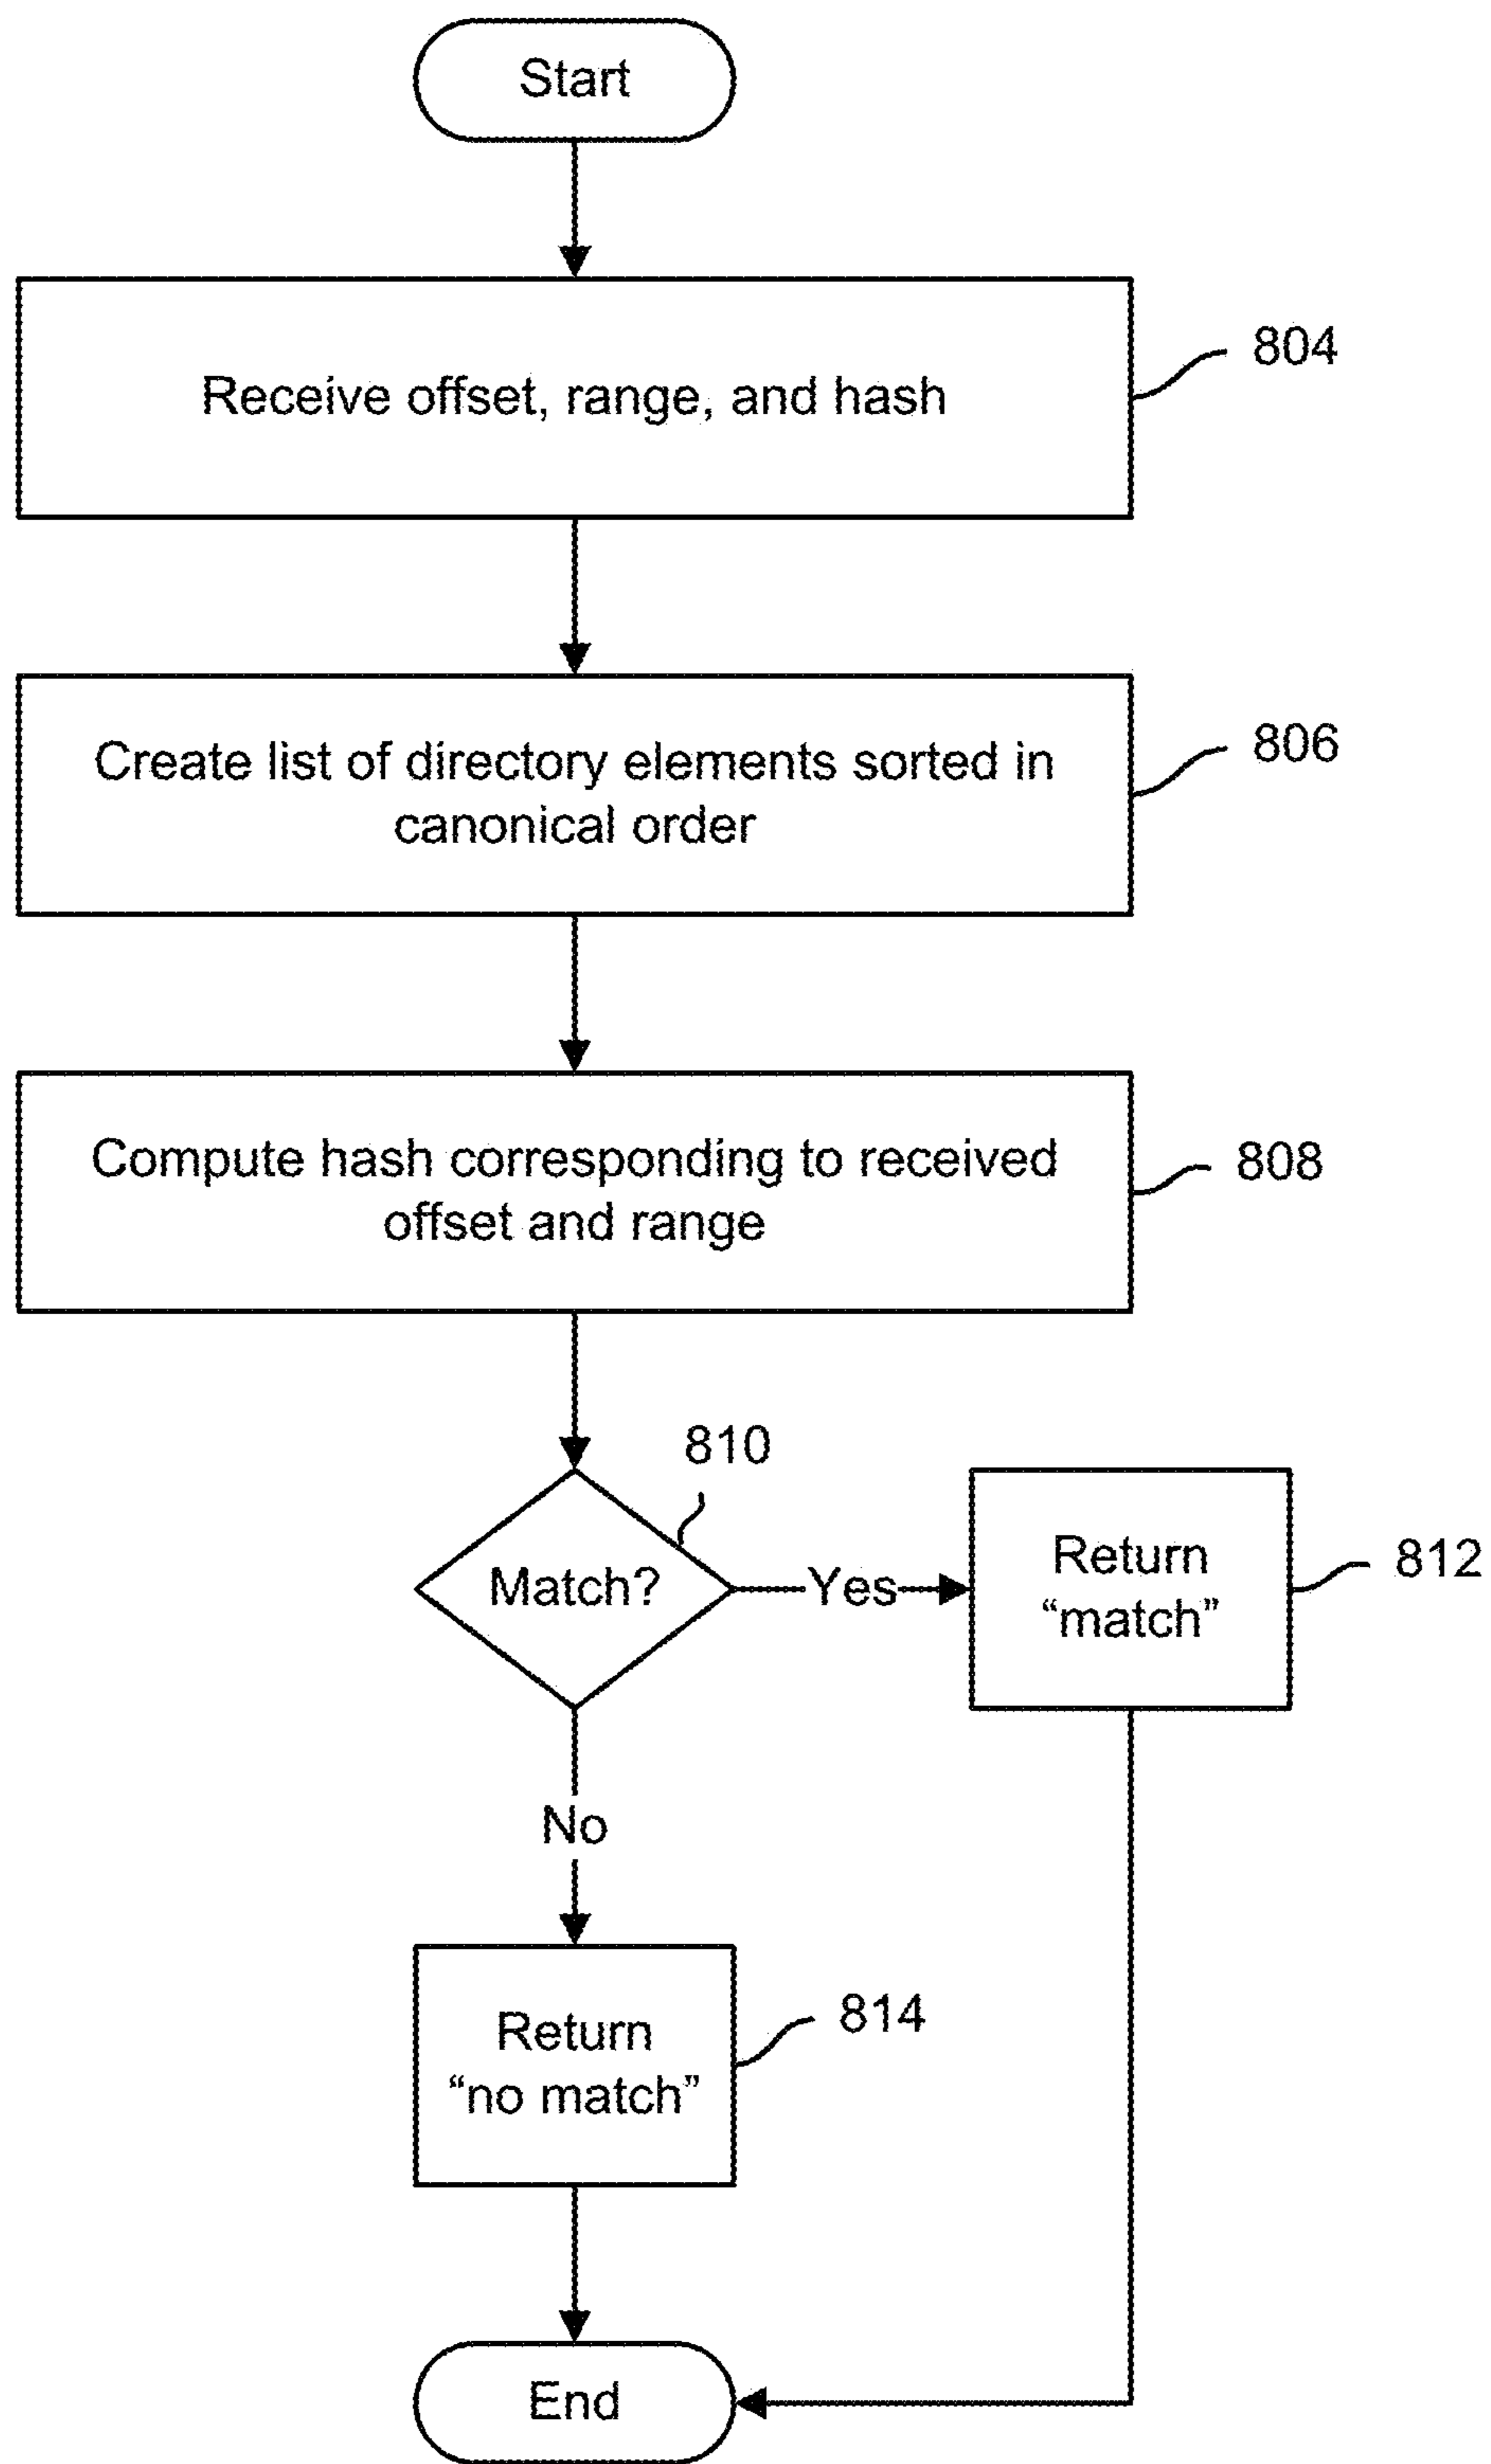 Start
Receive offset, range, and hash
804
Create list of directory elements sorted in
canonical order
806
Compute hash corresponding to received
offset and range
808
810
Match?
Yes
Return
“match”
812
No
Return
“no match”
814
End